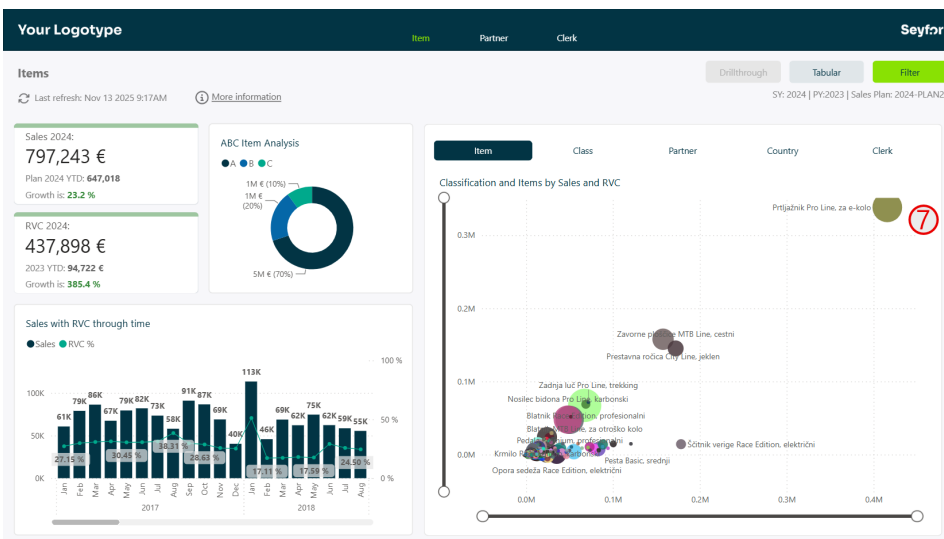 Your Logotype
Item Partner Clerk
Seyfor
Items
Drillthrough Tabular Filter
Last refresh: Nov 13 2025 9:17AM
More information
SY: 2024 | PY:2023 | Sales Plan: 2024-PLAN2
Sales 2024:
797,243 €
Plan 2024 YTD: 647,018
Growth is: 23.2 %
RVC 2024:
437,898 €
2023 YTD: 94,722 €
Growth is: 385.4 %
ABC Item Analysis
A B C
1M € (10%)
1M €
(20%)
5M € (70%)
Sales with RVC through time
Sales RVC %
100K
50K
0K
100 %
50 %
0 %
61K 79K 86K 67K 79K 82K 73K 58K 91K 87K 69K 40K 113K 46K 69K 62K 75K 62K 59K 55K
27.15 % 30.45 % 38.31 % 28.63 % 17.11 % 17.59 % 24.50 %
Jan Feb Mar Apr May Jun Jul Aug Sep Oct Nov Dec Jan Feb Mar Apr May Jun Jul Aug
2017 2018
Item Class Partner Country Clerk
Classification and Items by Sales and RVC
0.3M
0.2M
0.1M
0.0M
Prtljažnik Pro Line, za e-kolo
7
MTB Line, cestni
Prestavna ročica City Line, jeklen
Zadnja luč Pro Line, trekking
Nosilec bidona Pro Line, karbonski
Blatnik Race Edition, profesionalni
Line, za otroško kolo
Ščitnik verige Race Edition, električni
Pesta Basic, srednji
Opora sedeža Race Edition, električni
0.0M 0.1M 0.2M 0.3M 0.4M